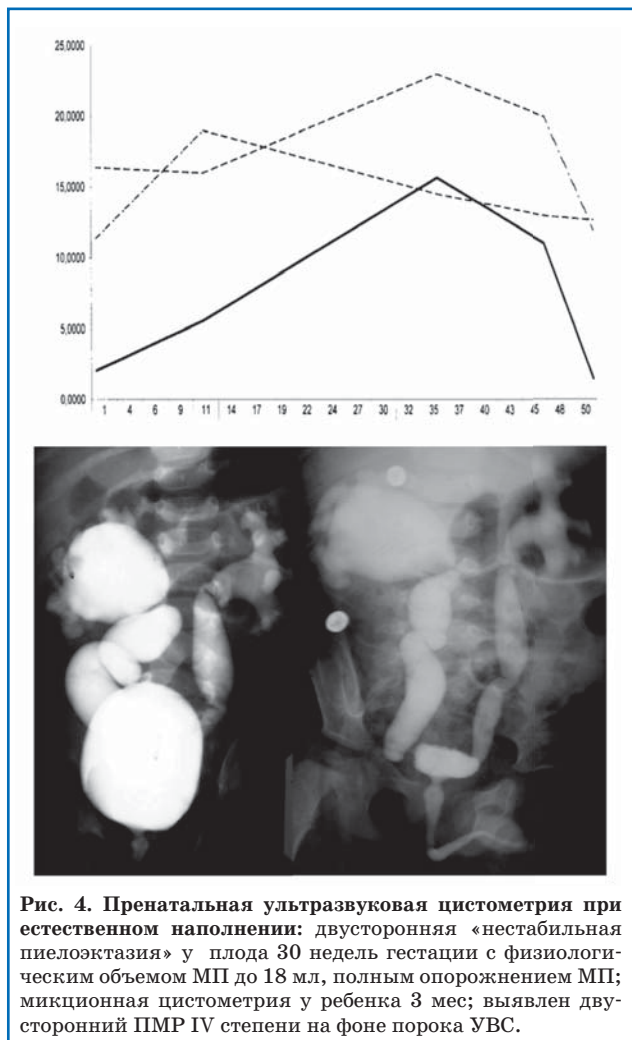 25,0000
20,0000
15,0000
10,0000
5,0000
0,0000
1 4 6 9 11 14 17 19 22 24 27 30 32 35 37 40 43 45 48 50
Рис. 4. Пренатальная ультразвуковая цистометрия при
естественном наполнении: двусторонняя «нестабильная
пиелоэктазия» у плода 30 недель гестации с физиологи-
ческим объемом МП до 18 мл, полным опорожнением МП;
микционная цистометрия у ребенка 3 мес; выявлен дву-
сторонний ПМР IV степени на фоне порока УВС.